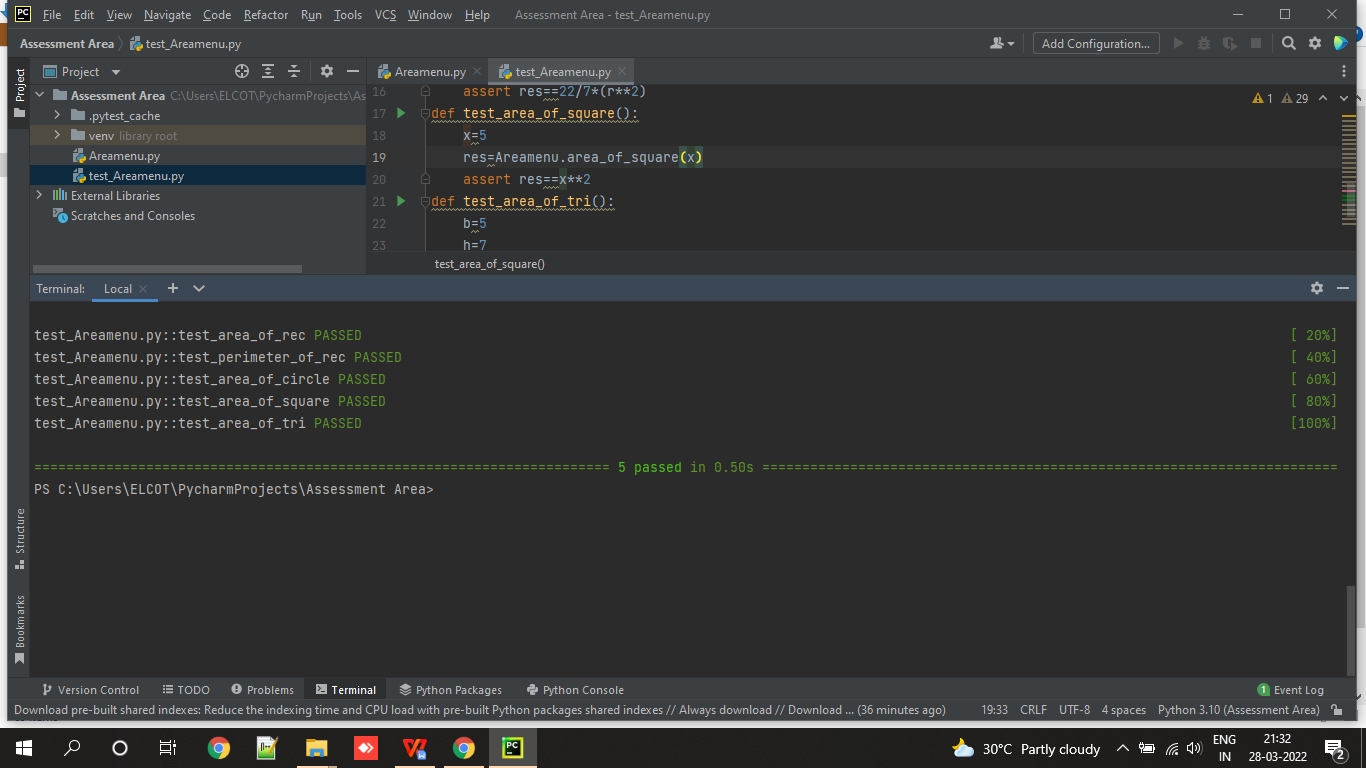 PC File Edit View Navigate Code Refactor Run Tools VCS Window Help Assessment Area - test_Areamenu.py
Assessment Area test_Areamenu.py Add Configuration...
Project
Project
Areamenu.py test_Areamenu.py
Assessment Area C:\Users\ELCOT\PycharmProjects\As
.pytest_cache
venv library root
Areamenu.py
test_Areamenu.py
External Libraries
Scratches and Consoles
16 assert res==22/7*(r**2)
1 29
17 def test_area_of_square():
18 x=5
19 res=Areamenu.area_of_square(x)
20 assert res==x**2
21 def test_area_of_tri():
22 b=5
23 h=7
test_area_of_square()
Terminal: Local
test_Areamenu.py::test_area_of_rec PASSED [ 20%]
test_Areamenu.py::test_perimeter_of_rec PASSED [ 40%]
test_Areamenu.py::test_area_of_circle PASSED [ 60%]
test_Areamenu.py::test_area_of_square PASSED [ 80%]
test_Areamenu.py::test_area_of_tri PASSED [100%]
======================================================================== 5 passed in 0.50s ========================================================================
PS C:\Users\ELCOT\PycharmProjects\Assessment Area>
Structure
Bookmarks
Version Control TODO Problems Terminal Python Packages Python Console 1 Event Log
Download pre-built shared indexes: Reduce the indexing time and CPU load with pre-built Python packages shared indexes // Always download // Download ... (36 minutes ago) 19:33 CRLF UTF-8 4 spaces Python 3.10 (Assessment Area)
PC 30°C Partly cloudy ENG IN 21:32 28-03-2022 2